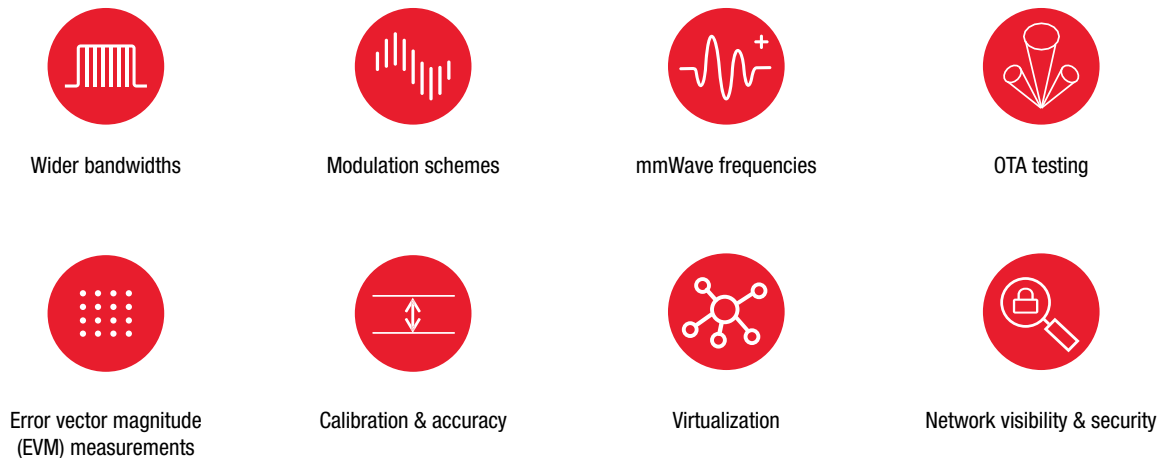 Wider bandwidths
Modulation schemes
mmWave frequencies
OTA testing
Error vector magnitude
(EVM) measurements
Calibration & accuracy
Virtualization
Network visibility & security